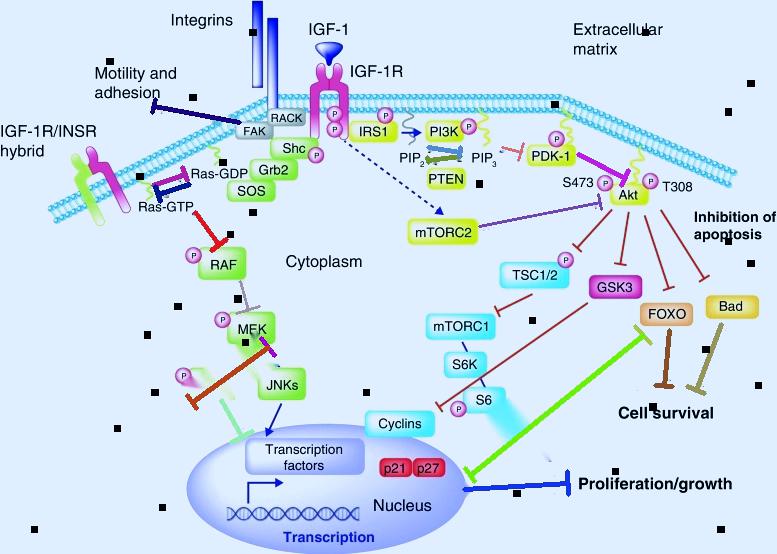 Integrins
IGF-1
Extracellular
matrix
IGF-1R
Motility and
adhesion
RACK
FAK
P
P
IRS1
P
PI3K
P
P
IGF-1R/INSR
hybrid
Shc
P
PIP2
PIP3
PDK-1
Ras-GDP
Grb2
PTEN
SOS
S473
P
P
T308
Akt
Ras-GTP
mTORC2
Inhibition of
apoptosis
P
RAF
Cytoplasm
P
TSC1/2
GSK3
FOXO
Bad
P
MEK
mTORC1
S6K
P
JNKs
P
S6
Cell survival
Cyclins
Transcription
factors
p21
p27
Proliferation/growth
Nucleus
Transcription